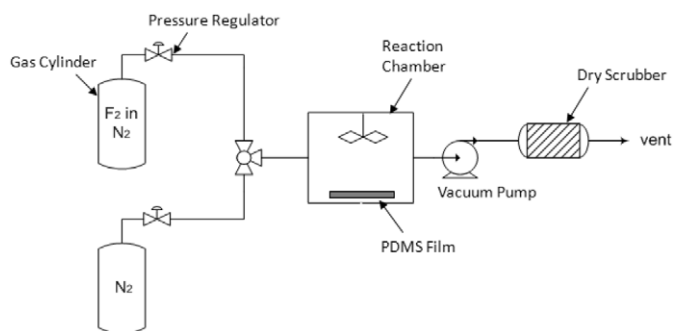 Pressure Regulator
Gas Cylinder
Reaction
Chamber
Dry Scrubber
F2 in
N2
vent
Vacuum Pump
PDMS Film
N2